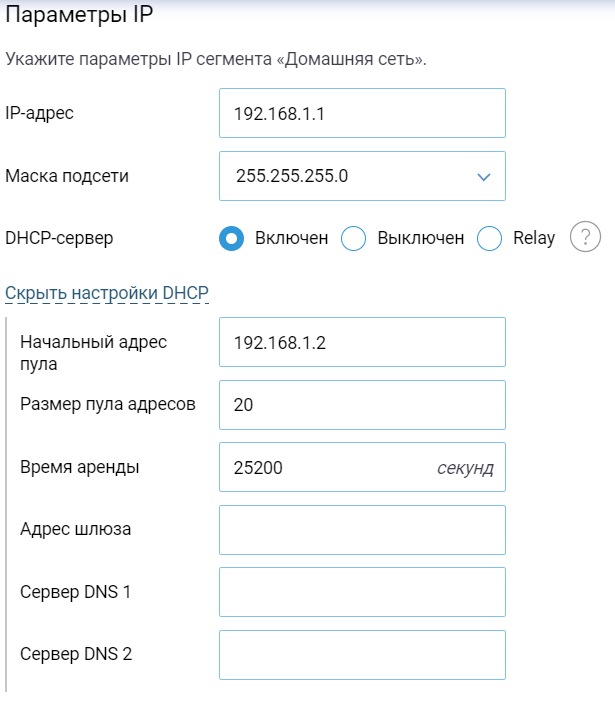 Параметры IP
Укажите параметры IP сегмента «Домашняя сеть».
IP-адрес
192.168.1.1
Маска подсети
255.255.255.0
DHCP-сервер
Включен
Выключен
Relay
?
Скрыть настройки DHCP
Начальный адрес
пула
192.168.1.2
Размер пула адресов
20
Время аренды
25200
секунд
Адрес шлюза
Сервер DNS 1
Сервер DNS 2